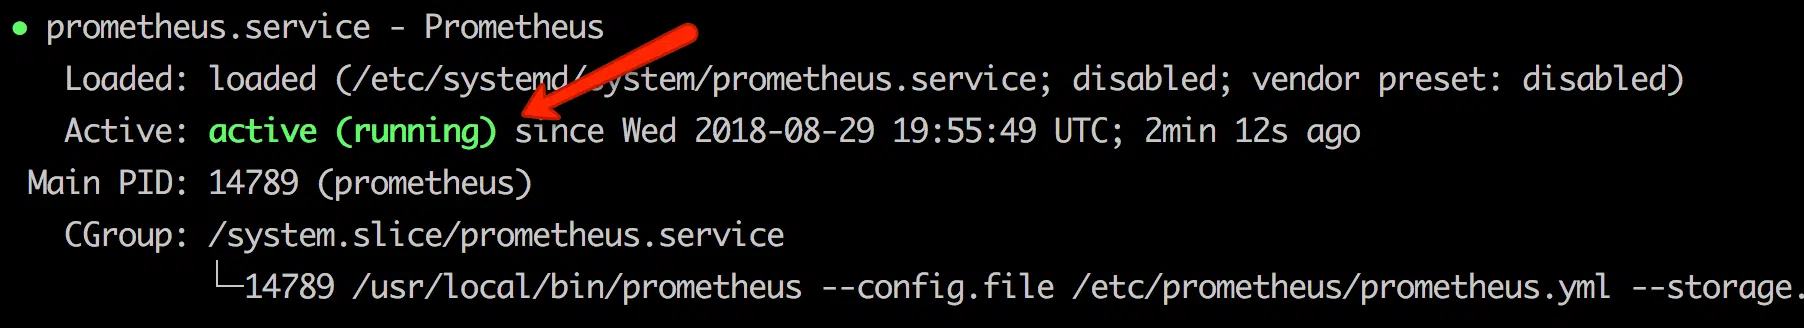 ● prometheus.service - Prometheus
Loaded: loaded (/etc/systemd/system/prometheus.service; disabled; vendor preset: disabled)
Active: active (running) since Wed 2018-08-29 19:55:49 UTC; 2min 12s ago
Main PID: 14789 (prometheus)
CGroup: /system.slice/prometheus.service
└─14789 /usr/local/bin/prometheus --config.file /etc/prometheus/prometheus.yml --storage.